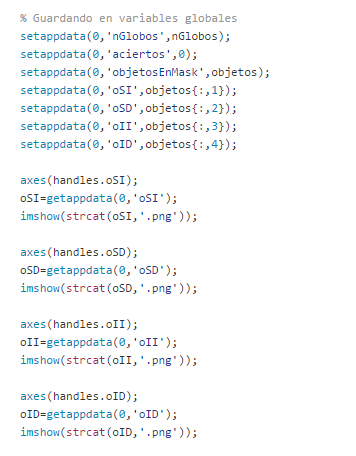 % Guardando en variables globales
setappdata(0,'nGlobos',nGlobos);
setappdata(0,'aciertos',0);
setappdata(0,'objetosEnMask',objetos);
setappdata(0,'oSI',objetos{:,1});
setappdata(0,'oSD',objetos{:,2});
setappdata(0,'oII',objetos{:,3});
setappdata(0,'oID',objetos{:,4});
axes(handles.oSI);
oSI=getappdata(0,'oSI');
imshow(strcat(oSI,'.png'));
axes(handles.oSD);
oSD=getappdata(0,'oSD');
imshow(strcat(oSD,'.png'));
axes(handles.oII);
oII=getappdata(0,'oII');
imshow(strcat(oII,'.png'));
axes(handles.oID);
oID=getappdata(0,'oID');
imshow(strcat(oID,'.png'));